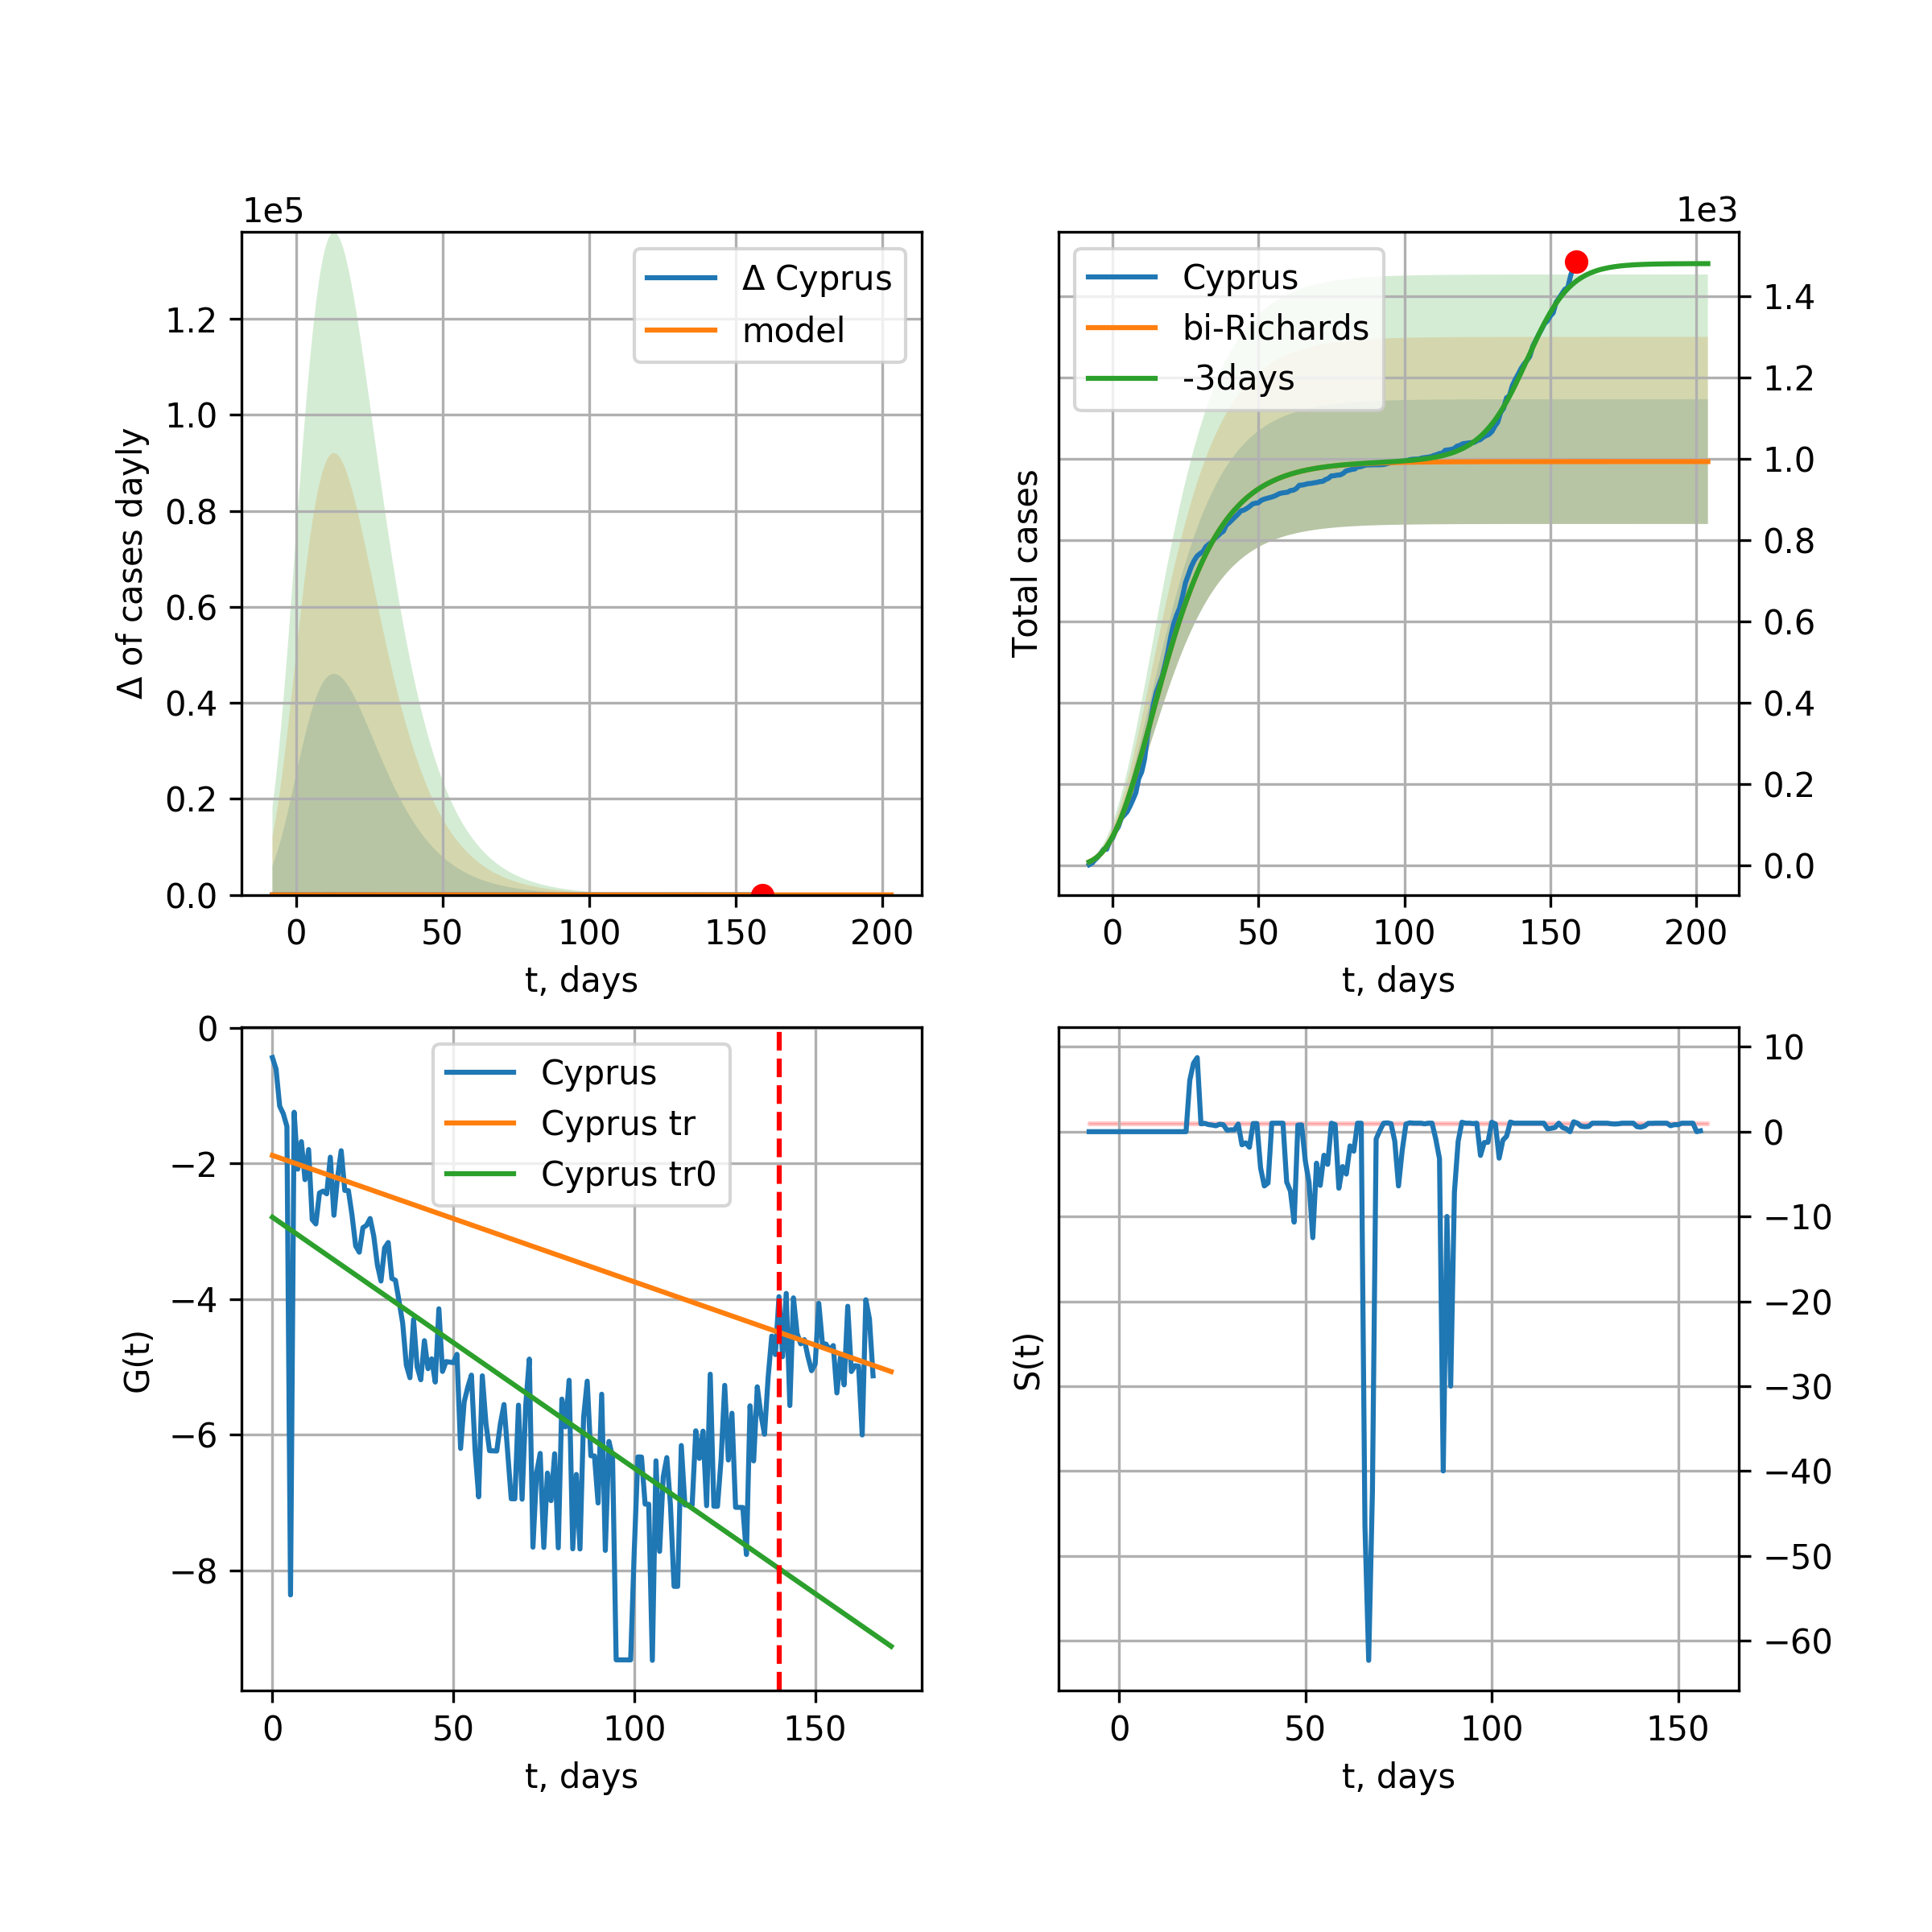 1e5
Δ Cyprus
model
1.2
1.0
0.8
0.6
0.4
0.2
0.0
Δ of cases dayly
0 50 100 150 200
t, days
1e3
Cyprus
bi-Richards
-3days
1.4
1.2
1.0
0.8
0.6
0.4
0.2
0.0
Total cases
0 50 100 150 200
t, days
Cyprus
Cyprus tr
Cyprus tr0
0
−2
−4
−6
−8
G(t)
0 50 100 150
t, days
10
0
−10
−20
−30
−40
−50
−60
S(t)
0 50 100 150
t, days